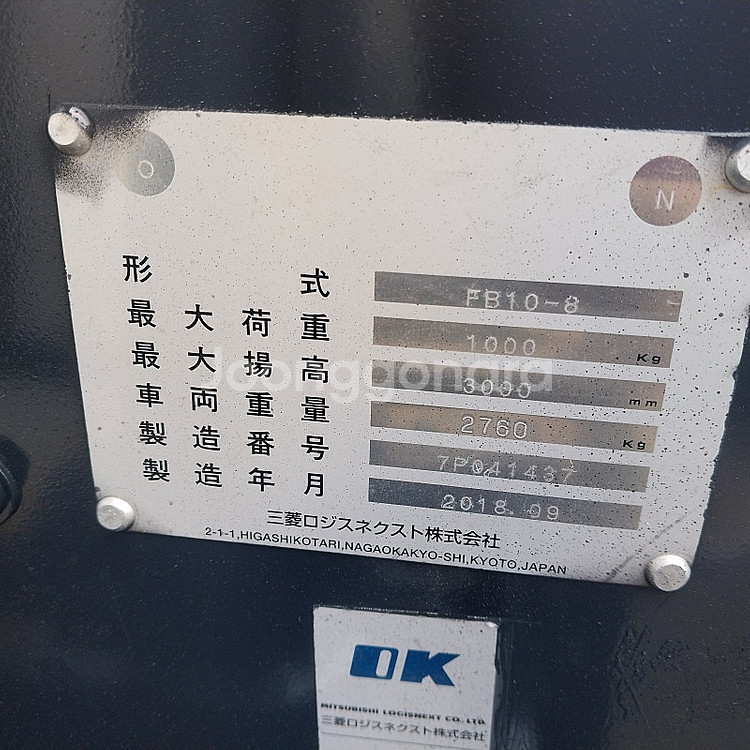 O
N
形式 FB10-8
最大荷重 1000 Kg
最大揚高 3000 mm
車両重量 2760 Kg
製造番号 7P041437
製造年月 2018.09
三菱ロジスネクスト株式会社
2-1-1,HIGASHIKOTARI,NAGAOKAKYO-SHI,KYOTO,JAPAN
Joonggonara
OK
MITSUBISHI LOGISNEXT CO., LTD.
三菱ロジスネクスト株式会社